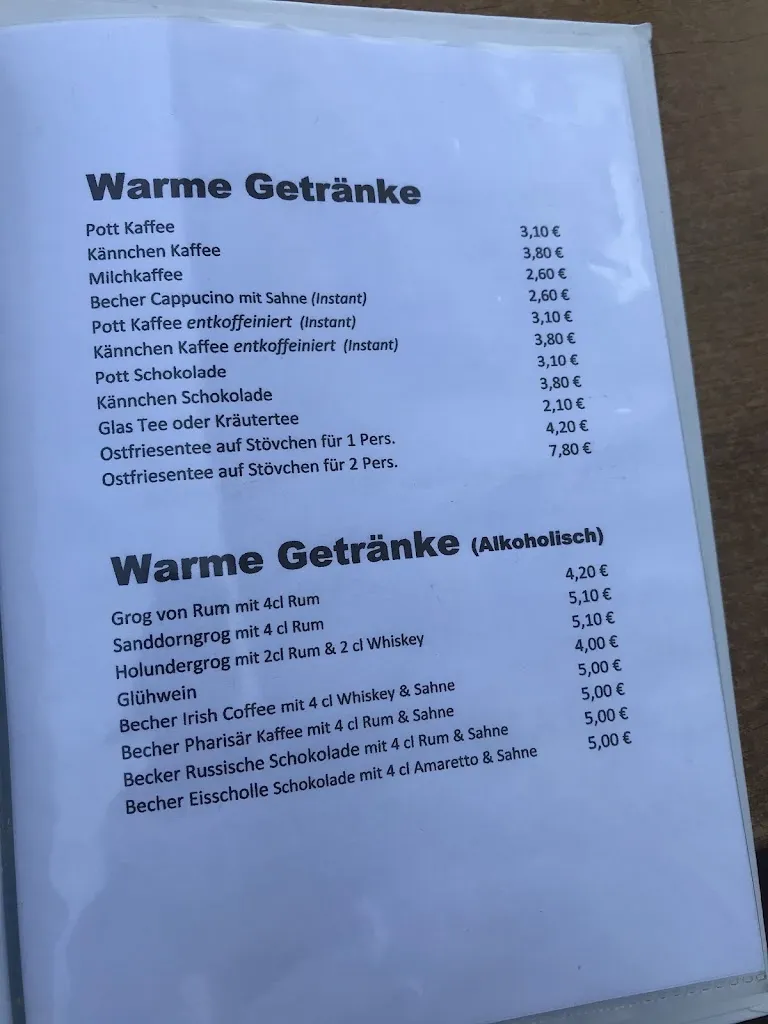 Warme Getränke
Pott Kaffee 3,10 €
Kännchen Kaffee 3,80 €
Milchkaffee 2,60 €
Becher Cappucino mit Sahne (Instant) 2,60 €
Pott Kaffee entkoffeiniert (Instant) 3,10 €
Kännchen Kaffee entkoffeiniert (Instant) 3,80 €
Pott Schokolade 3,10 €
Kännchen Schokolade 3,80 €
Glas Tee oder Kräutertee 2,10 €
Ostfriesentee auf Stövchen für 1 Pers. 4,20 €
Ostfriesentee auf Stövchen für 2 Pers. 7,80 €
Warme Getränke (Alkoholisch)
Grog von Rum mit 4cl Rum 4,20 €
Sanddorngrog mit 4 cl Rum 5,10 €
Holundergrog mit 2cl Rum & 2 cl Whiskey 5,10 €
Glühwein 4,00 €
Becher Irish Coffee mit 4 cl Whiskey & Sahne 5,00 €
Becher Pharisär Kaffee mit 4 cl Rum & Sahne 5,00 €
Becker Russische Schokolade mit 4 cl Rum & Sahne 5,00 €
Becher Eisscholle Schokolade mit 4 cl Amaretto & Sahne 5,00 €